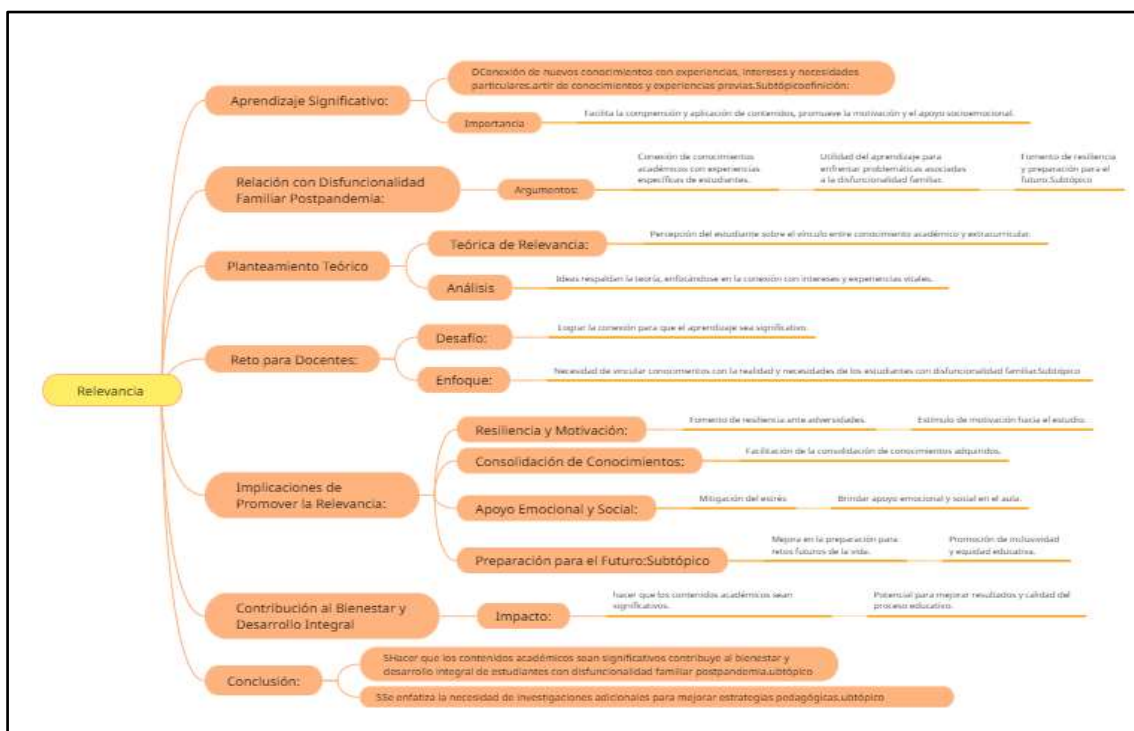 Relevancia
Aprendizaje Significativo:
DConexión de nuevos conocimientos con experiencias, intereses y necesidades
particulares.artir de conocimientos y experiencias previas.Subtópicoefinición:
Importancia
Facilita la comprensión y aplicación de contenidos, promueve la motivación y el apoyo socioemocional.
Relación con Disfuncionalidad
Familiar Postpandemia:
Argumentos:
Conexión de conocimientos
académicos con experiencias
específicas de estudiantes.
Utilidad del aprendizaje para
enfrentar problemáticas asociadas
a la disfuncionalidad familiar.
Fomento de resiliencia
y preparación para el
futuro.Subtópico
Planteamiento Teórico
Teórica de Relevancia:
Percepción del estudiante sobre el vínculo entre conocimiento académico y extracurricular.
Análisis
Ideas respaldan la teoría, enfocándose en la conexión con intereses y experiencias vitales.
Reto para Docentes:
Desafío:
Lograr la conexión para que el aprendizaje sea significativo.
Enfoque:
Necesidad de vincular conocimientos con la realidad y necesidades de los estudiantes con disfuncionalidad familiar.Subtópico
Implicaciones de
Promover la Relevancia:
Resiliencia y Motivación:
Fomento de resiliencia ante adversidades.
Estímulo de motivación hacia el estudio.
Consolidación de Conocimientos:
Facilitación de la consolidación de conocimientos adquiridos.
Apoyo Emocional y Social:
Mitigación del estrés
Brindar apoyo emocional y social en el aula.
Preparación para el Futuro:Subtópico
Mejora en la preparación para
retos futuros de la vida.
Promoción de inclusividad
y equidad educativa.
Contribución al Bienestar y
Desarrollo Integral
Impacto:
hacer que los contenidos académicos sean
significativos.
Potencial para mejorar resultados y calidad del
proceso educativo.
Conclusión:
SHacer que los contenidos académicos sean significativos contribuye al bienestar y
desarrollo integral de estudiantes con disfuncionalidad familiar postpandemia.ubtópico
SSe enfatiza la necesidad de investigaciones adicionales para mejorar estrategias pedagógicas.ubtópico